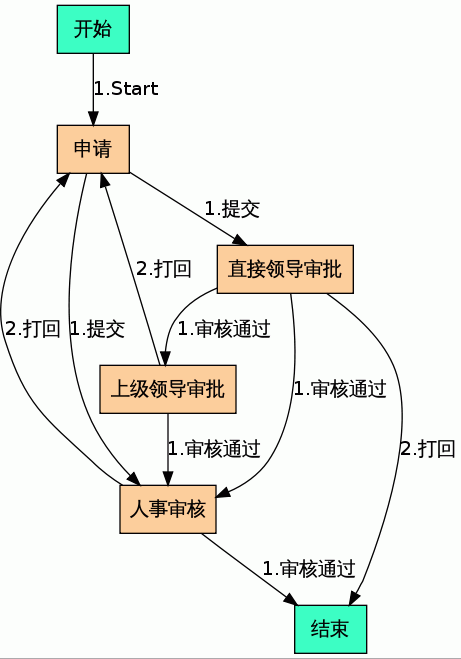 开始
1.Start
申请
1.提交
直接领导审批
2.打回
2.打回
1.提交
1.审核通过
上级领导审批
1.审核通过
1.审核通过
2.打回
人事审核
1.审核通过
结束